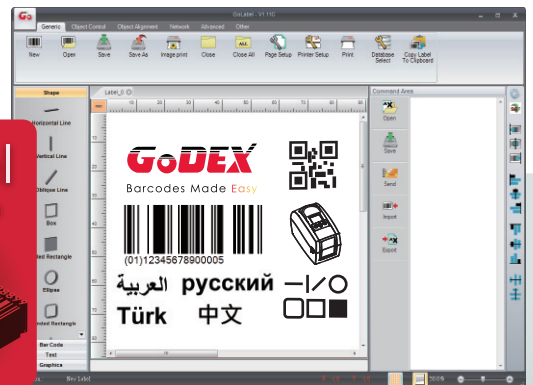 GoLabel - V1.11C
Go
Generic Object Control Object Alignment Network Advanced Other
New Open Save Save As Image print Close Close All Page Setup Printer Setup Print Database Select Copy Label To Clipboard
ALL
Shape
Horizontal Line
Vertical Line
Oblique Line
Box
Ellipse
Bar Code
Text
Graphics
Label_0
GoDEX
Barcodes Made Easy
(01)12345678900005
العربية русский
Türk 中文
Command Area
Open
Save
Send
Import
Export
New Label